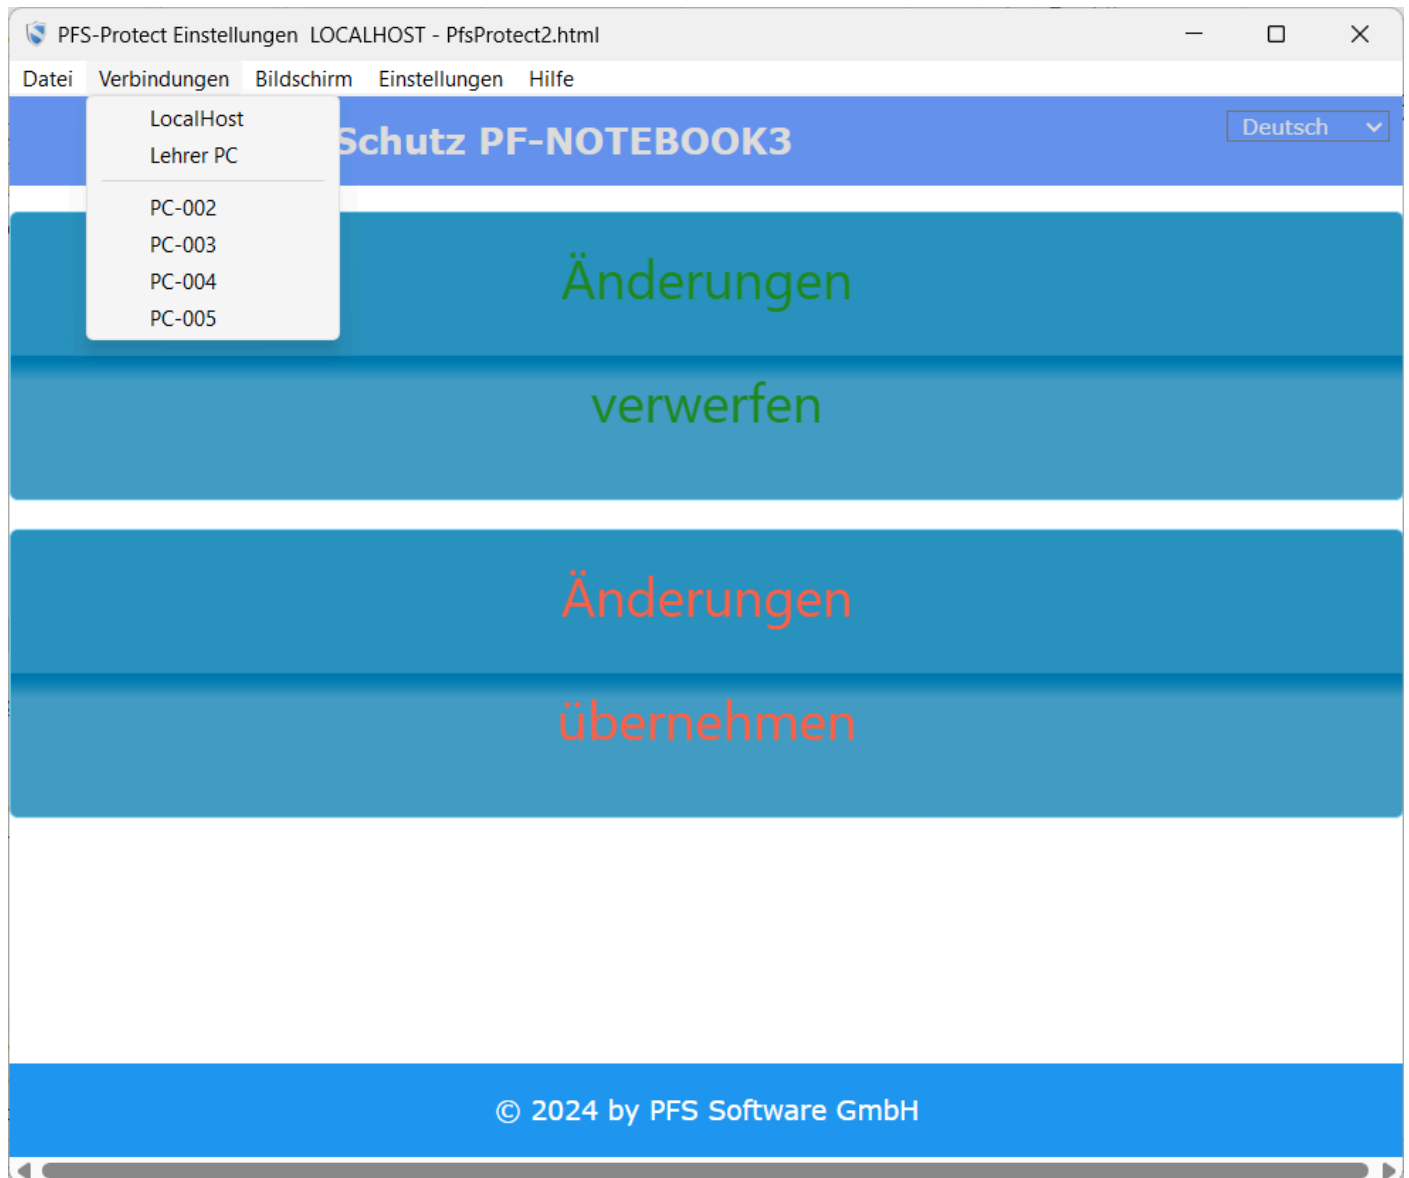 PFS-Protect Einstellungen  LOCALHOST - PfsProtect2.html
Datei Verbindungen Bildschirm Einstellungen Hilfe
LocalHost
Lehrer PC
PC-002
PC-003
PC-004
PC-005
Schutz PF-NOTEBOOK3
Deutsch
Änderungen
verwerfen
Änderungen
übernehmen
© 2024 by PFS Software GmbH